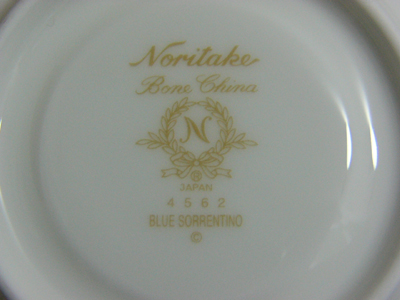 Noritake
Bone China
N
®
JAPAN
4562
BLUE SORRENTINO
©